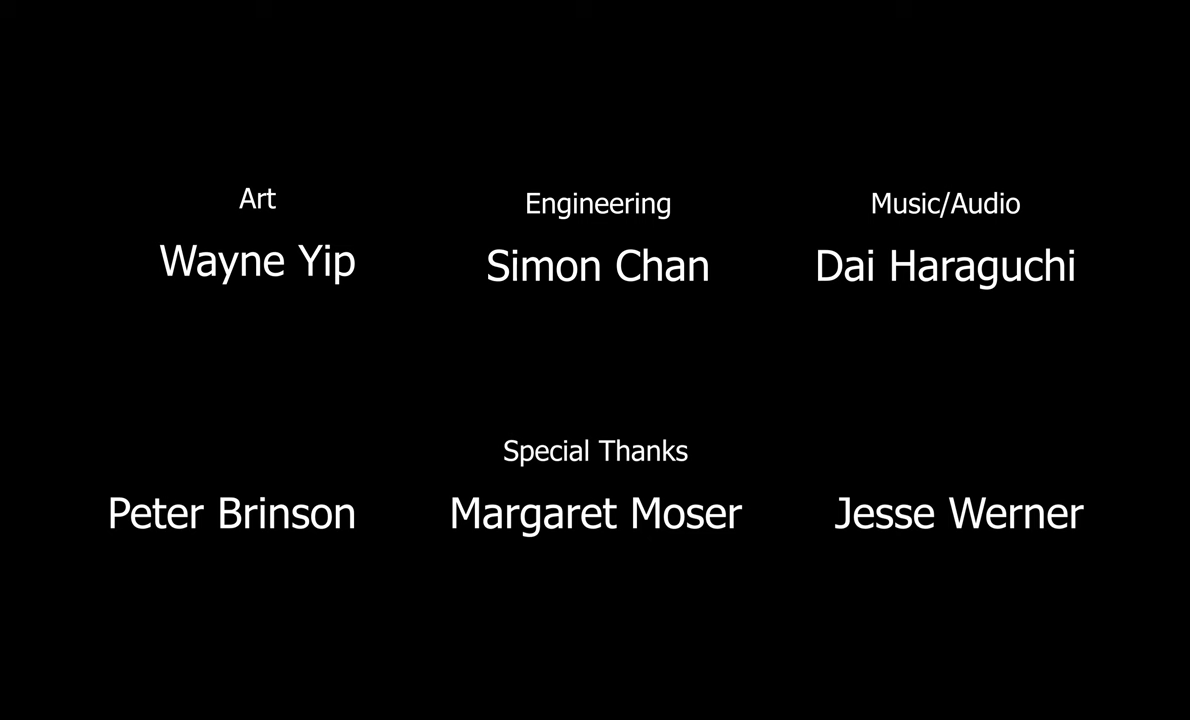 Art
Wayne Yip
Engineering
Simon Chan
Music/Audio
Dai Haraguchi
Special Thanks
Peter Brinson
Margaret Moser
Jesse Werner